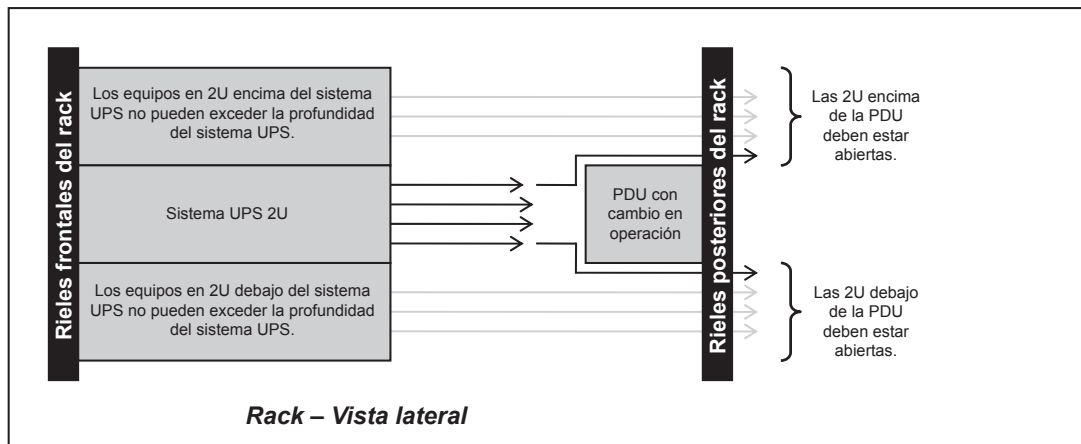 Rieles frontales del rack
Los equipos en 2U encima del sistema
UPS no pueden exceder la profundidad
del sistema UPS.
Sistema UPS 2U
Los equipos en 2U debajo del sistema
UPS no pueden exceder la profundidad
del sistema UPS.
PDU con
cambio en
operación
Rieles posteriores del rack
Las 2U encima
de la PDU
deben estar
abiertas.
Las 2U debajo
de la PDU
deben estar
abiertas.
Rack – Vista lateral